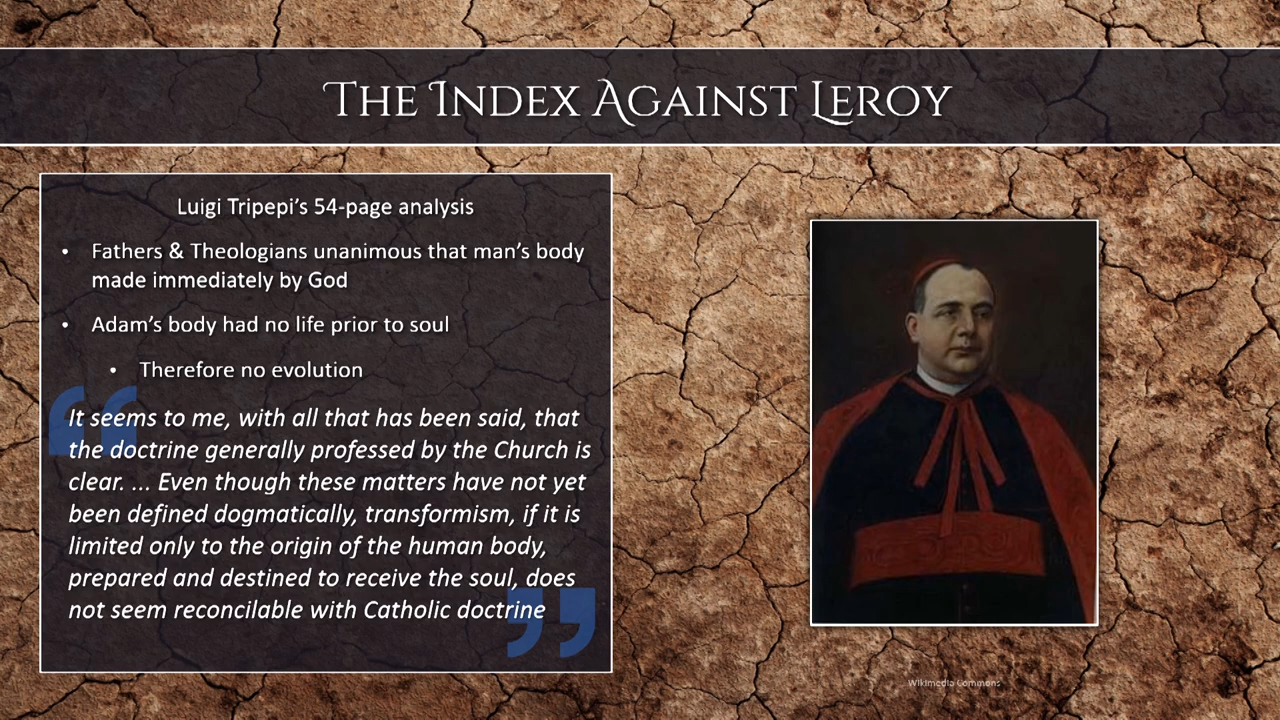 The Index Against Leroy
Luigi Tripepi's 54-page analysis
• Fathers & Theologians unanimous that man's body
made immediately by God
• Adam's body had no life prior to soul
• Therefore no evolution
“It seems to me, with all that has been said, that
the doctrine generally professed by the Church is
clear. ... Even though these matters have not yet
been defined dogmatically, transformism, if it is
limited only to the origin of the human body,
prepared and destined to receive the soul, does
not seem reconcilable with Catholic doctrine”
Wikimedia Commons